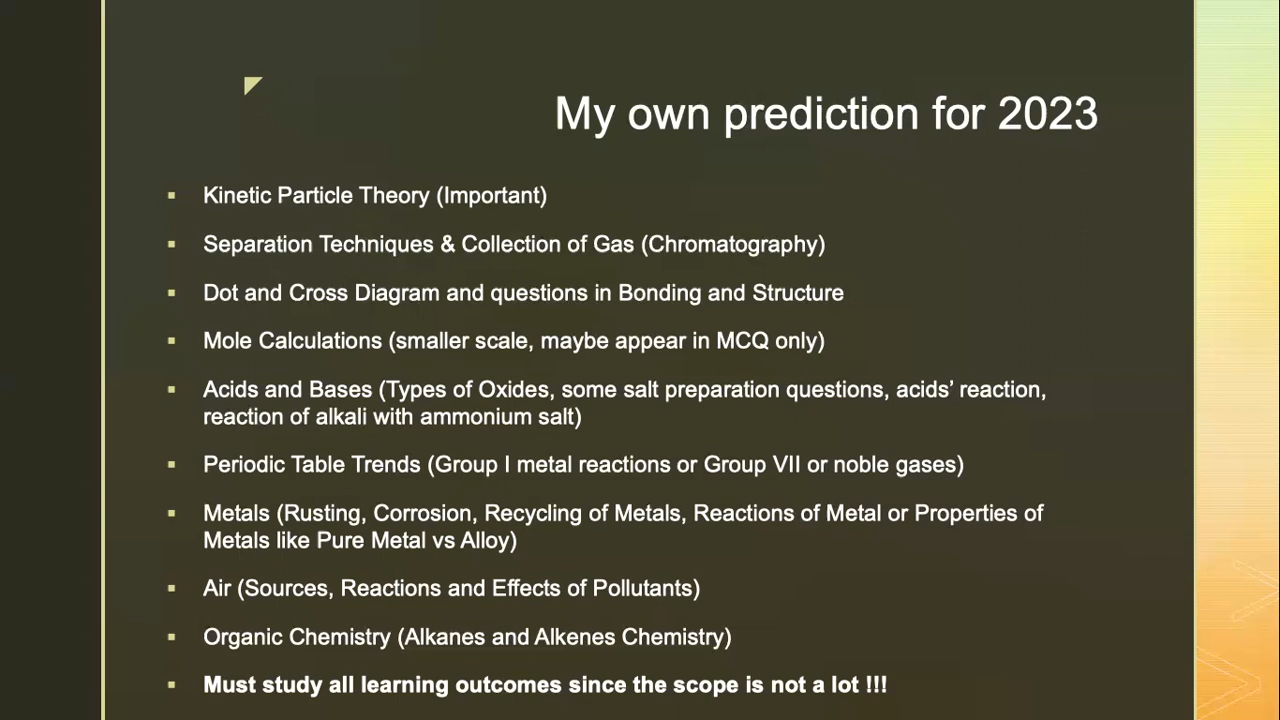 My own prediction for 2023
▪ Kinetic Particle Theory (Important)
▪ Separation Techniques & Collection of Gas (Chromatography)
▪ Dot and Cross Diagram and questions in Bonding and Structure
▪ Mole Calculations (smaller scale, maybe appear in MCQ only)
▪ Acids and Bases (Types of Oxides, some salt preparation questions, acids’ reaction,
reaction of alkali with ammonium salt)
▪ Periodic Table Trends (Group I metal reactions or Group VII or noble gases)
▪ Metals (Rusting, Corrosion, Recycling of Metals, Reactions of Metal or Properties of
Metals like Pure Metal vs Alloy)
▪ Air (Sources, Reactions and Effects of Pollutants)
▪ Organic Chemistry (Alkanes and Alkenes Chemistry)
▪ Must study all learning outcomes since the scope is not a lot !!!